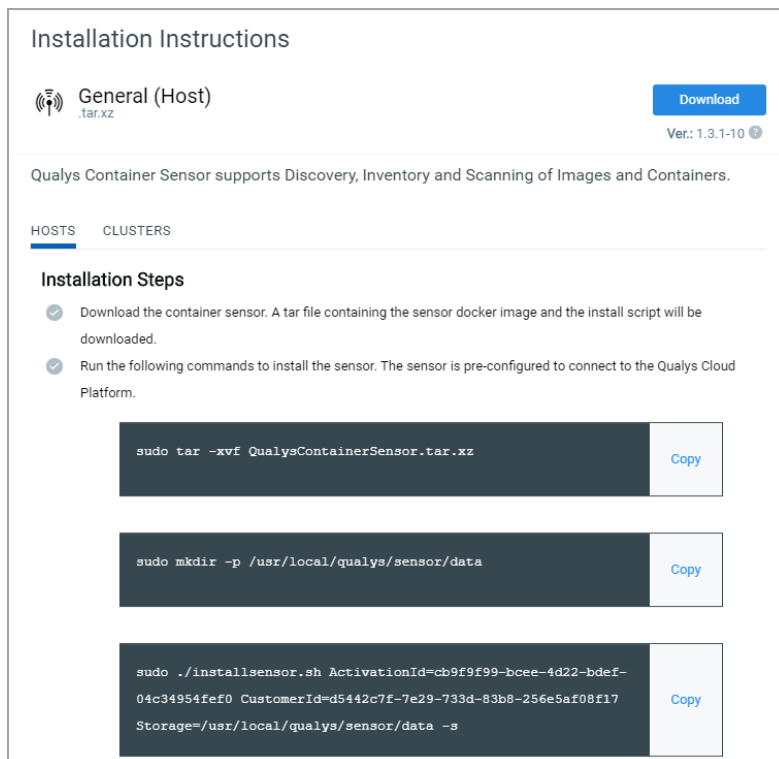 Installation Instructions
General (Host)
.tar.xz
Download
Ver.: 1.3.1-10
Qualys Container Sensor supports Discovery, Inventory and Scanning of Images and Containers.
HOSTS CLUSTERS
Installation Steps
Download the container sensor. A tar file containing the sensor docker image and the install script will be
downloaded.
Run the following commands to install the sensor. The sensor is pre-configured to connect to the Qualys Cloud
Platform.
sudo tar -xvf QualysContainerSensor.tar.xz
Copy
sudo mkdir -p /usr/local/qualys/sensor/data
Copy
sudo ./installsensor.sh ActivationId=cb9f9f99-bcee-4d22-bdef-
04c34954fef0 CustomerId=d5442c7f-7e29-733d-83b8-256e5af08f17
Copy
Storage=/usr/local/qualys/sensor/data -s